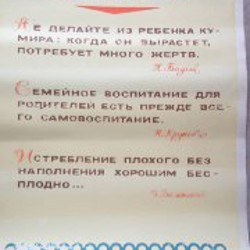 НЕ ДЕЛАЙТЕ ИЗ РЕБЕНКА КУ-
МИРА: КОГДА ОН ВЫРАСТЕТ,
ПОТРЕБУЕТ МНОГО ЖЕРТВ.
СЕМЕЙНОЕ ВОСПИТАНИЕ ДЛЯ
РОДИТЕЛЕЙ ЕСТЬ ПРЕЖДЕ ВСЕ-
ГО САМОВОСПИТАНИЕ.
ИСТРЕБЛЕНИЕ ПЛОХОГО БЕЗ
НАПОЛНЕНИЯ ХОРОШИМ БЕС-
ПЛОДНО...